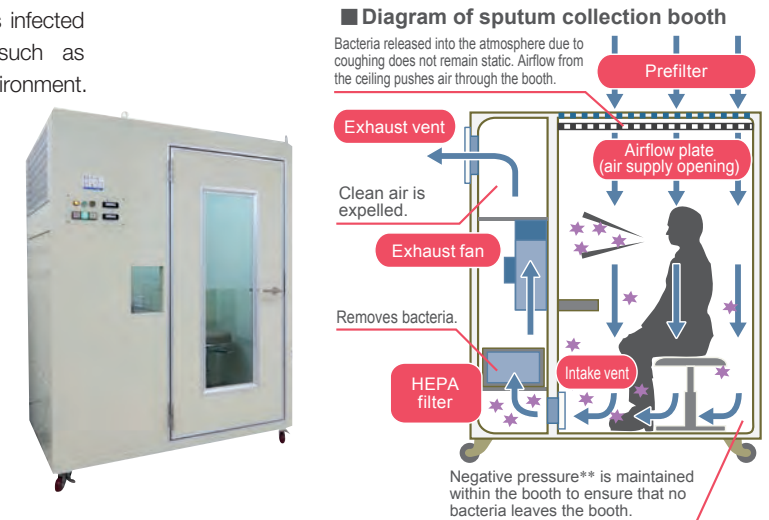 infected
such as
ironment.
■ Diagram of sputum collection booth
Bacteria released into the atmosphere due to
coughing does not remain static. Airflow from
the ceiling pushes air through the booth.
Prefilter
Exhaust vent
Airflow plate
(air supply opening)
Clean air is
expelled.
Exhaust fan
Removes bacteria.
Intake vent
HEPA
filter
Negative pressure** is maintained
within the booth to ensure that no
bacteria leaves the booth.